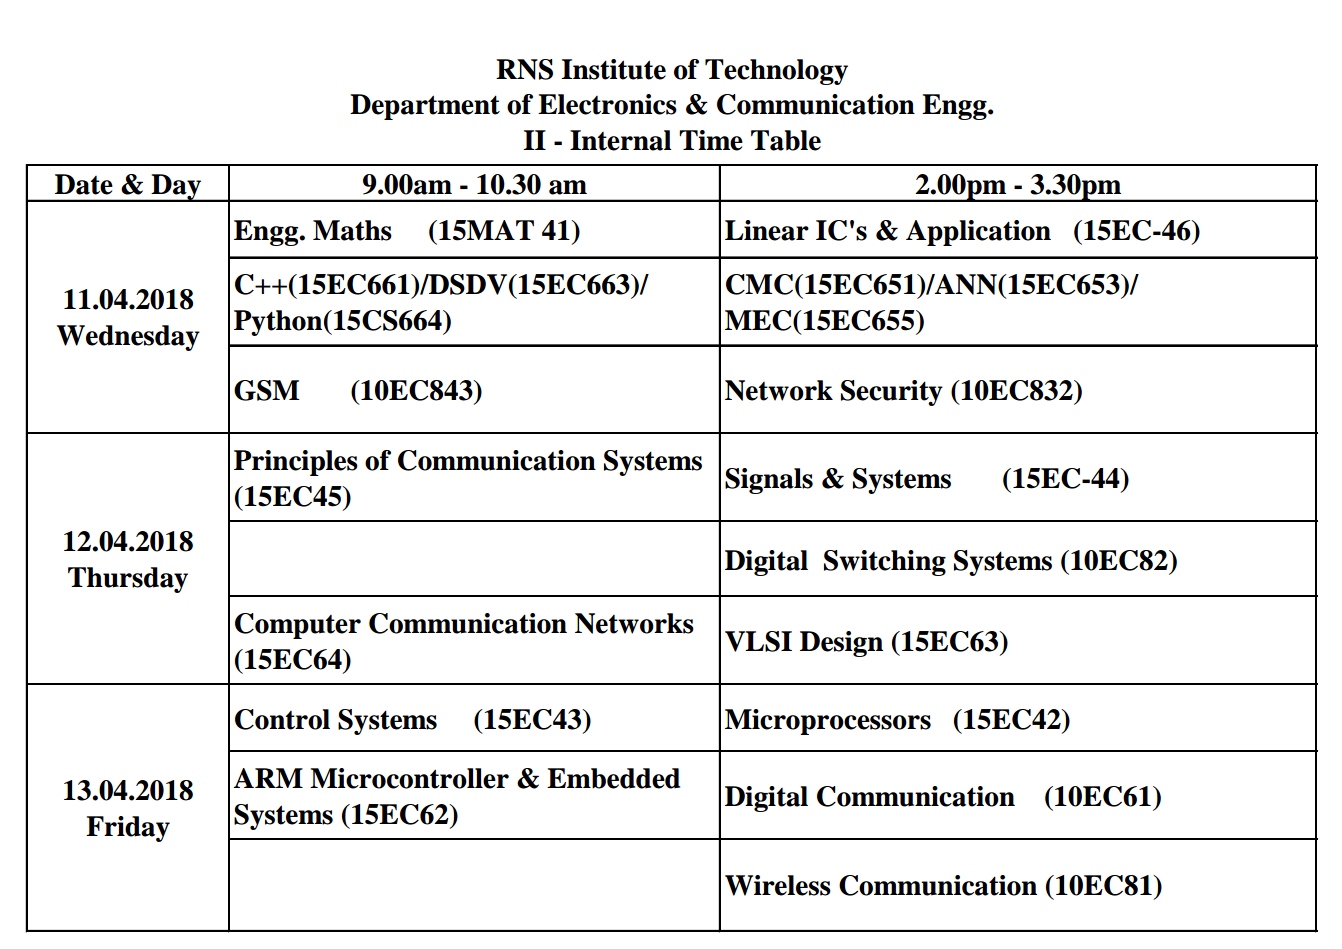 RNS Institute of Technology
Department of Electronics & Communication Engg.
II - Internal Time Table
Date & Day 9.00am - 10.30 am 2.00pm - 3.30pm
11.04.2018
Wednesday
Engg. Maths (15MAT 41)
Linear IC's & Application (15EC-46)
C++(15EC661)/DSDV(15EC663)/
Python(15CS664)
CMC(15EC651)/ANN(15EC653)/
MEC(15EC655)
GSM (10EC843)
Network Security (10EC832)
12.04.2018
Thursday
Principles of Communication Systems
(15EC45)
Signals & Systems (15EC-44)
Digital Switching Systems (10EC82)
Computer Communication Networks
(15EC64)
VLSI Design (15EC63)
13.04.2018
Friday
Control Systems (15EC43)
Microprocessors (15EC42)
ARM Microcontroller & Embedded
Systems (15EC62)
Digital Communication (10EC61)
Wireless Communication (10EC81)